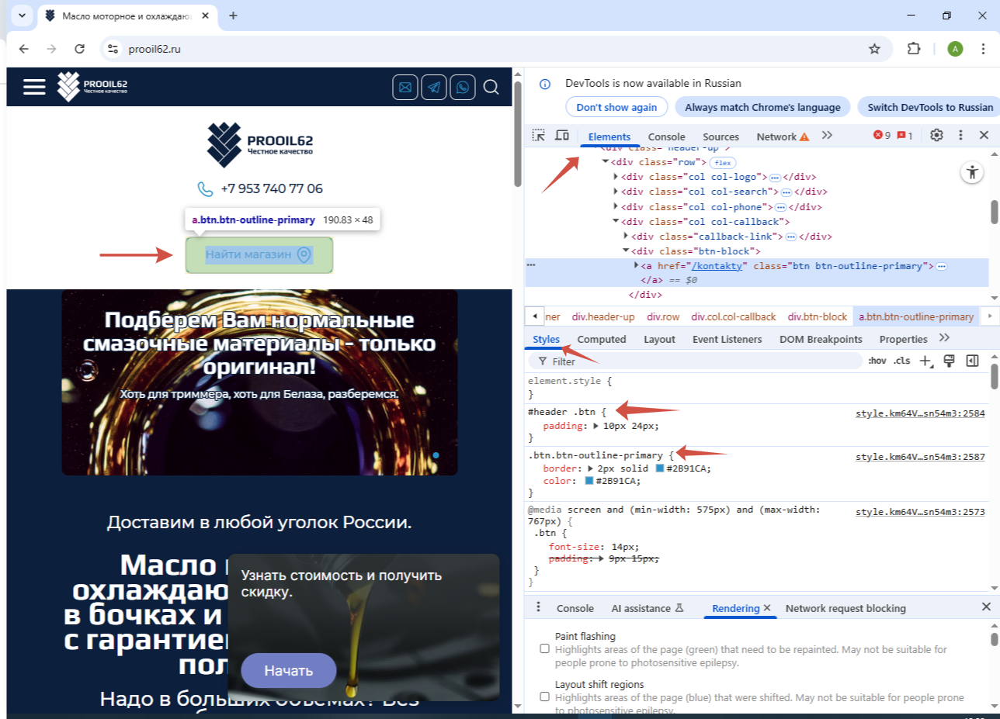 Масло моторное и охлаждаю
prooil62.ru
A
PROOIL62
Честное качество
PROOIL62
Честное качество
+7 953 740 77 06
a.btn.btn-outline-primary 190.83 × 48
Найти магазин
Подберем Вам нормальные
смазочные материалы - только
оригинал!
Хоть для триммера, хоть для Белаза, разберемся.
Доставим в любой уголок России.
Масло
охлаждаю
в бочках и
с гарантией
пол
Надо в больших объемах? Без
Узнать стоимость и получить
скидку.
Начать
DevTools is now available in Russian
Don't show again Always match Chrome's language Switch DevTools to Russian
Elements Console Sources Network 9 1
<div class="header-up">
<div class="row"> flex
<div class="col col-logo"> … </div>
<div class="col col-search"> … </div>
<div class="col col-phone"> … </div>
<div class="col col-callback">
<div class="callback-link"> … </div>
<div class="btn-block">
… <a href="/kontakty" class="btn btn-outline-primary"> …
</a> == $0
</div>
ner div.header-up div.row div.col.col-callback div.btn-block a.btn.btn-outline-primary
Styles Computed Layout Event Listeners DOM Breakpoints Properties
Filter :hov .cls
element.style {
}
#header .btn { style.km64V…sn54m3:2584
padding: 10px 24px;
}
.btn.btn-outline-primary { style.km64V…sn54m3:2587
border: 2px solid #2B91CA;
color: #2B91CA;
}
@media screen and (min-width: 575px) and (max-width: style.km64V…sn54m3:2573
767px) {
.btn {
font-size: 14px;
padding: 9px 15px;
}
}
Console AI assistance Rendering Network request blocking
Paint flashing
Highlights areas of the page (green) that need to be repainted. May not be suitable for
people prone to photosensitive epilepsy.
Layout shift regions
Highlights areas of the page (blue) that were shifted. May not be suitable for people prone
to photosensitive epilepsy.